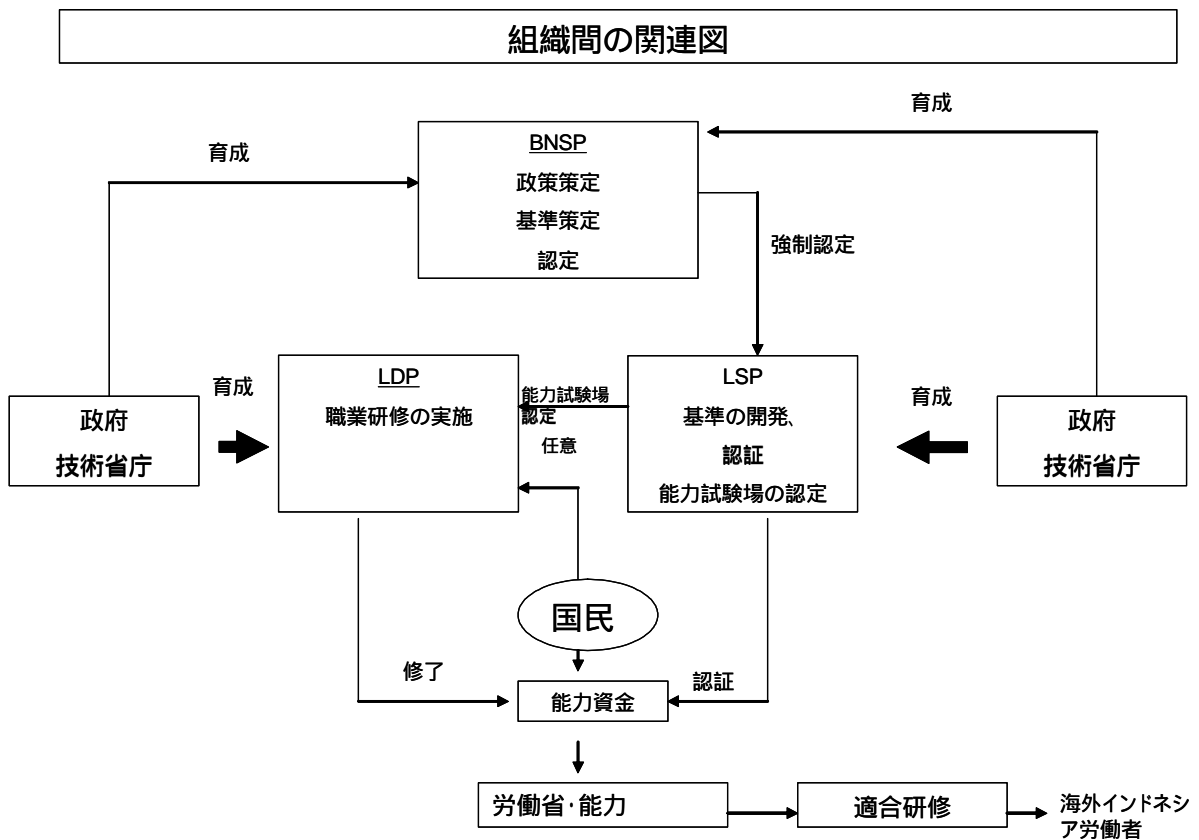 組織間の関連図
育成
育成
BNSP
政策策定
基準策定
認定
強制認定
育成
政府
技術省庁
LDP
職業研修の実施
能力試験場
認定
任意
LSP
基準の開発、
認証
能力試験場の認定
育成
政府
技術省庁
国民
修了
認証
能力資金
労働省・能力
適合研修
海外インドネシ
ア労働者